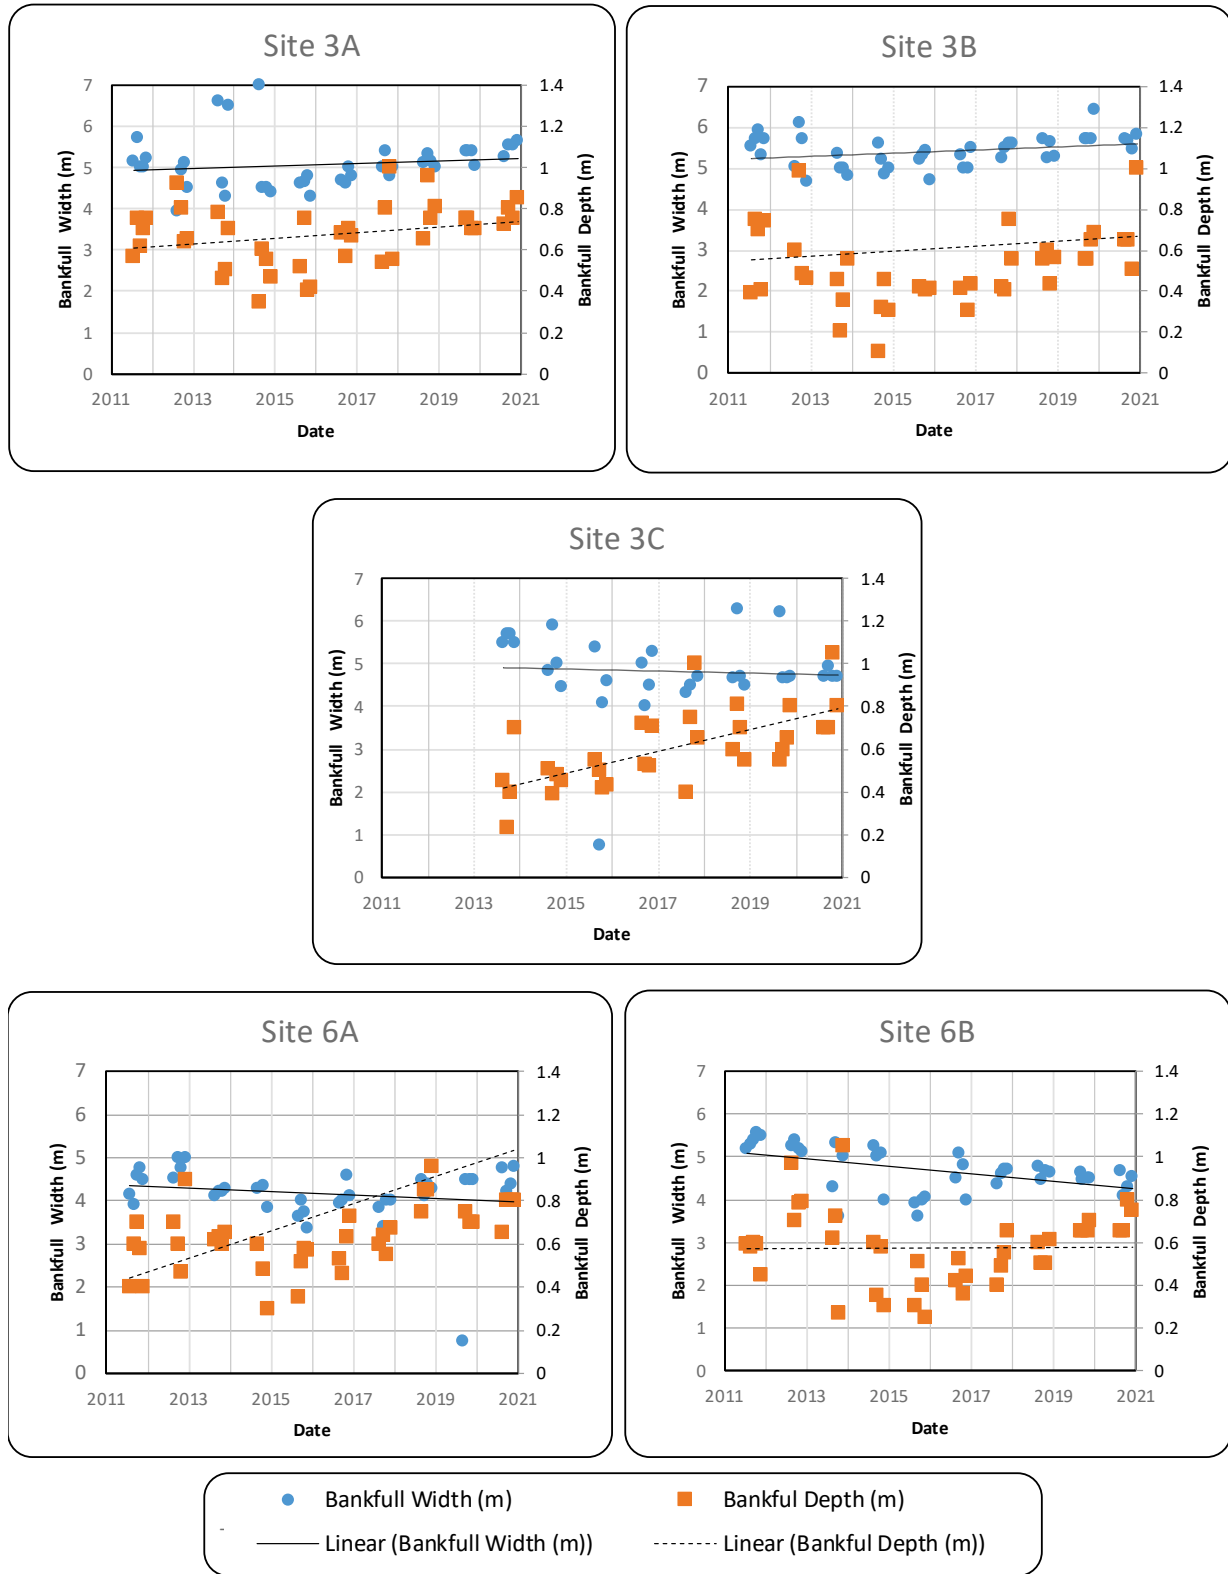 Site 3A
7
6
5
4
3
2
1
0
1.4
1.2
1
0.8
0.6
0.4
0.2
0
Bankfull Width (m)
Bankfull Depth (m)
2011 2013 2015 2017 2019 2021
Date
Site 3B
7
6
5
4
3
2
1
0
1.4
1.2
1
0.8
0.6
0.4
0.2
0
Bankfull Width (m)
Bankfull Depth (m)
2011 2013 2015 2017 2019 2021
Date
Site 3C
7
6
5
4
3
2
1
0
1.4
1.2
1
0.8
0.6
0.4
0.2
0
Bankfull Width (m)
Bankfull Depth (m)
2011 2013 2015 2017 2019 2021
Date
Site 6A
7
6
5
4
3
2
1
0
1.4
1.2
1
0.8
0.6
0.4
0.2
0
Bankfull Width (m)
Bankfull Depth (m)
2011 2013 2015 2017 2019 2021
Date
Site 6B
7
6
5
4
3
2
1
0
1.4
1.2
1
0.8
0.6
0.4
0.2
0
Bankfull Width (m)
Bankfull Depth (m)
2011 2013 2015 2017 2019 2021
Date
Bankfull Width (m) Bankful Depth (m)
Linear (Bankfull Width (m)) Linear (Bankful Depth (m))